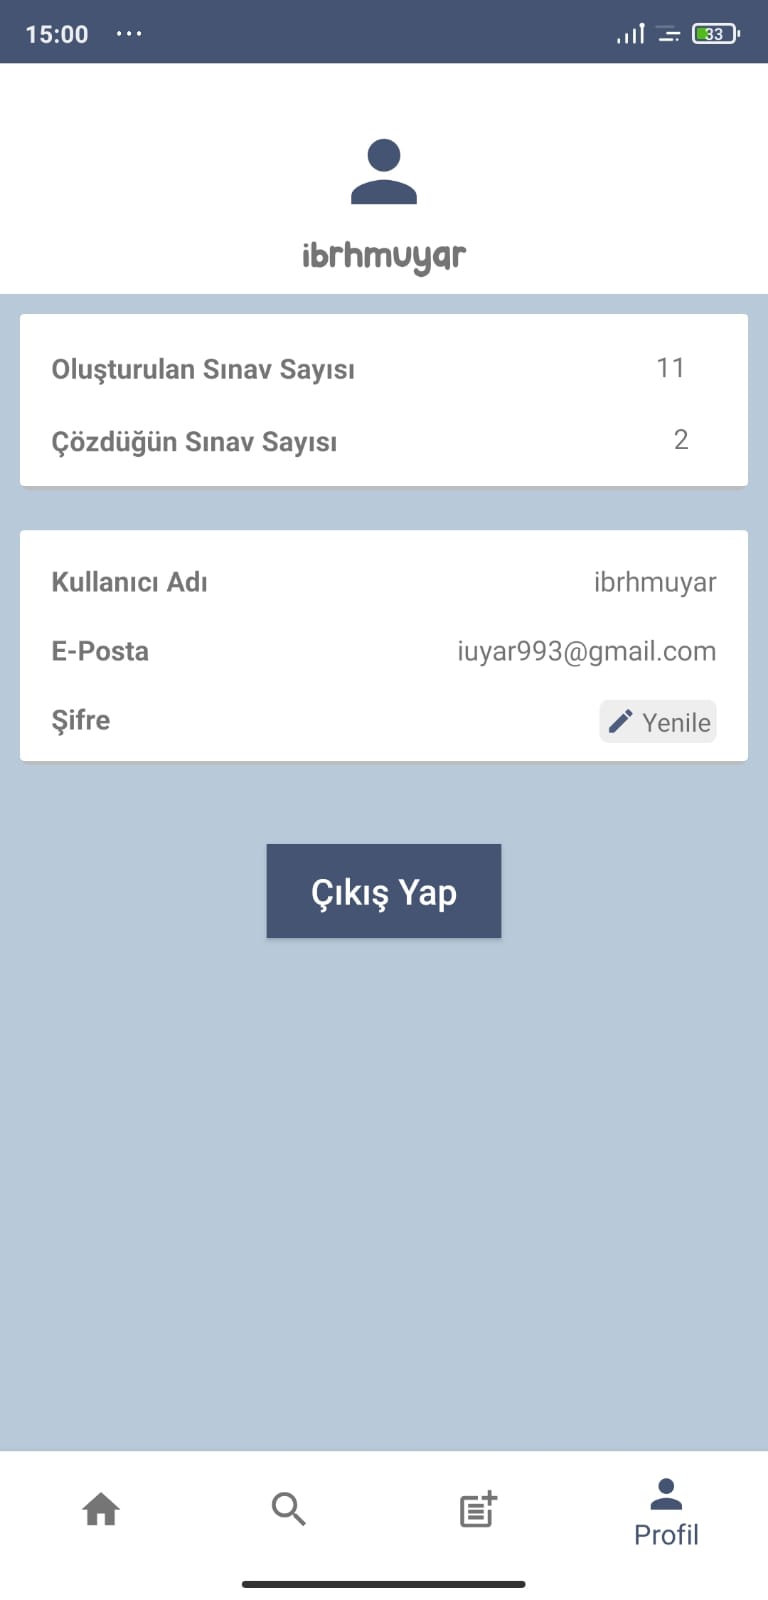 15:00 ...
33
ibrhmuyar
Oluşturulan Sınav Sayısı 11
Çözdüğün Sınav Sayısı 2
Kullanıcı Adı ibrhmuyar
E-Posta iuyar993@gmail.com
Şifre Yenile
Çıkış Yap
Profil